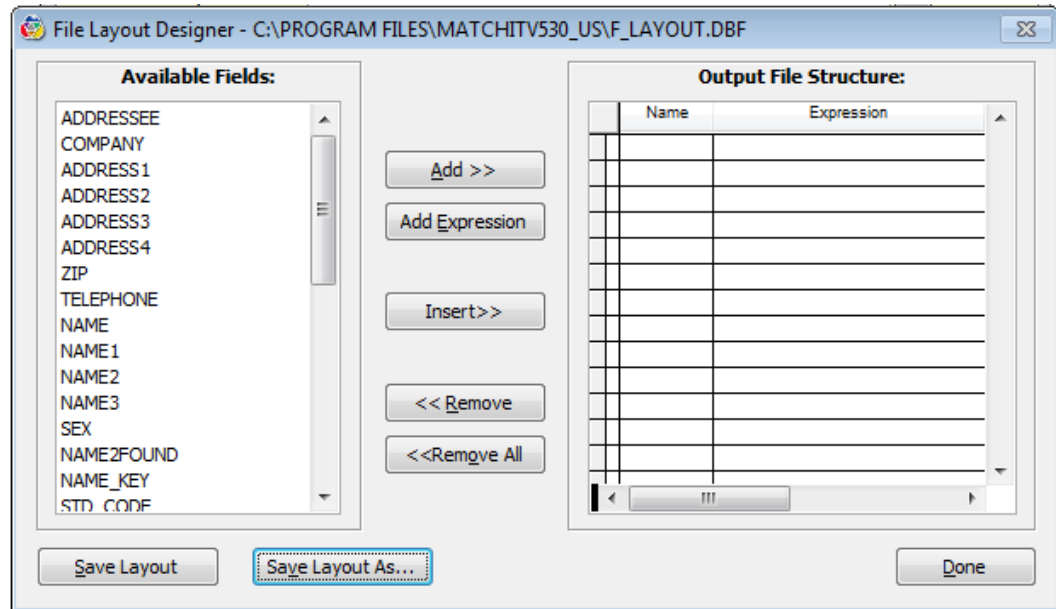 File Layout Designer - C:\PROGRAM FILES\MATCHITV530_US\F_LAYOUT.DBF
Available Fields:
ADDRESSEE
COMPANY
ADDRESS1
ADDRESS2
ADDRESS3
ADDRESS4
ZIP
TELEPHONE
NAME
NAME1
NAME2
NAME3
SEX
NAME2FOUND
NAME_KEY
STD_CODE
Add >>
Add Expression
Insert>>
<< Remove
<<Remove All
Output File Structure:
Name Expression
Save Layout
Save Layout As...
Done